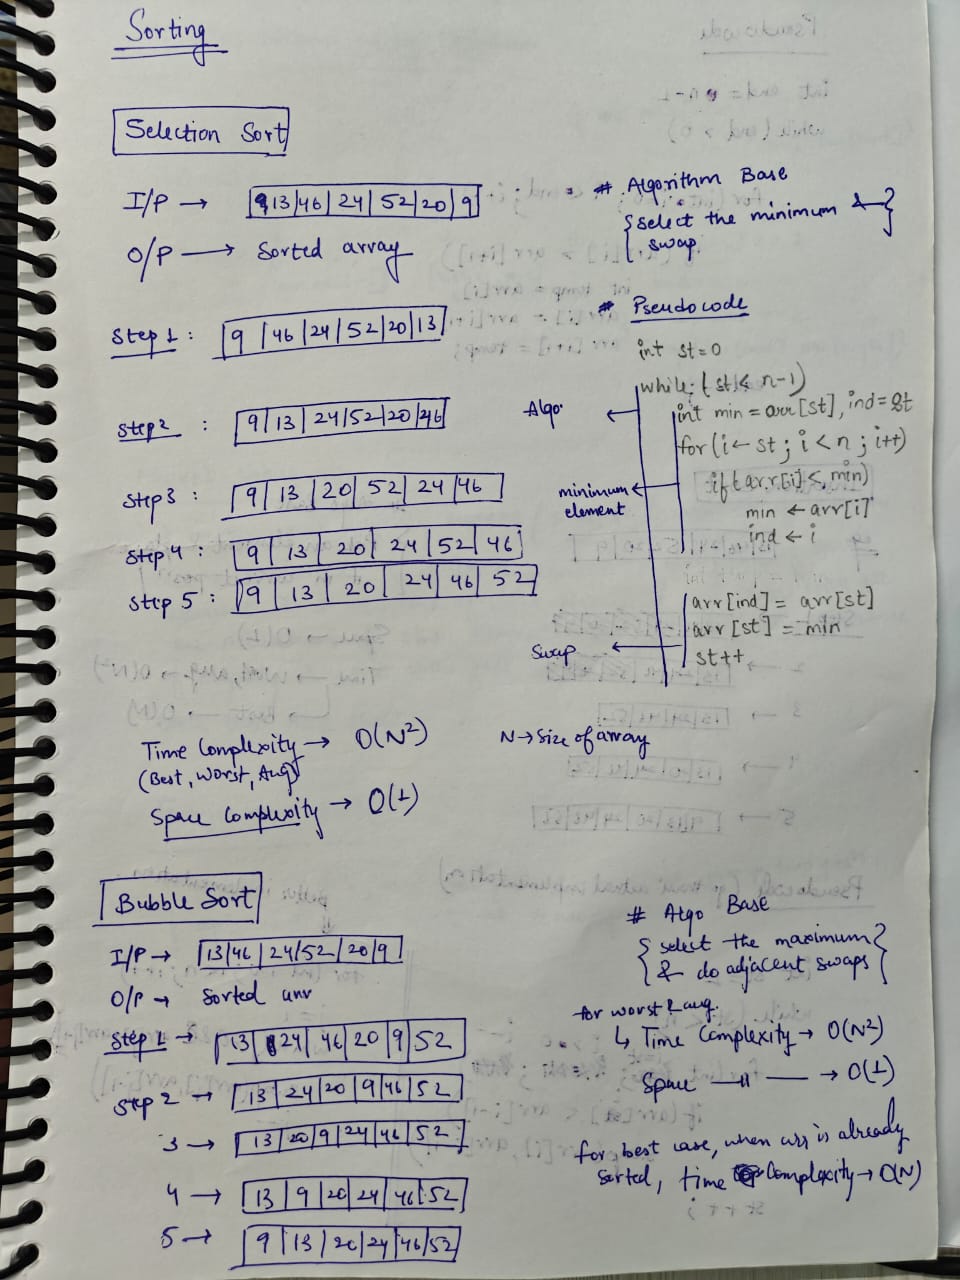 Sorting
Selection Sort
I/P → 13 | 46 | 24 | 52 | 20 | 9
O/P → Sorted array
# Algorithm Base
{ select the minimum & }
swap
Step 1 : 9 | 46 | 24 | 52 | 20 | 13
Step 2 : 9 | 13 | 24 | 52 | 20 | 46
Step 3 : 9 | 13 | 20 | 52 | 24 | 46
Step 4 : 9 | 13 | 20 | 24 | 52 | 46
Step 5 : 9 | 13 | 20 | 24 | 46 | 52
# Pseudocode
int st=0
while (st < n-1)
Algo ← int min = arr[st], ind=st
for (i ← st ; i < n ; i++)
minimum element ← if (arr[i] < min)
min ← arr[i]
ind ← i
arr[ind] = arr[st]
arr[st] = min
Swap ← st++
Time Complexity → O(N²)
(Best, Worst, Avg)
N → Size of array
Space Complexity → O(1)
Bubble Sort
I/P → 13 | 46 | 24 | 52 | 20 | 9
O/P → Sorted arr
Step 1 → 13 | 24 | 46 | 20 | 9 | 52
Step 2 → 13 | 24 | 20 | 9 | 46 | 52
3 → 13 | 20 | 9 | 24 | 46 | 52
4 → 13 | 9 | 20 | 24 | 46 | 52
5 → 9 | 13 | 20 | 24 | 46 | 52
# Algo Base
{ select the maximum }
{ & do adjacent swaps }
for worst & avg.
↳ Time Complexity → O(N²)
Space —〃— → O(1)
for best case, when arr is already
sorted, time Complexity → O(N)